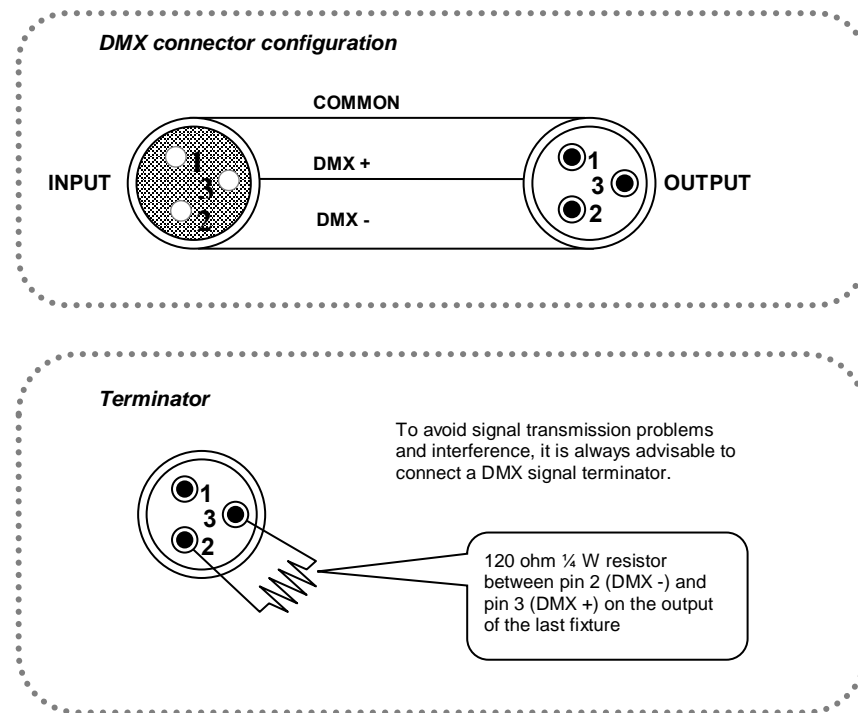 DMX connector configuration
COMMON
INPUT
1
3
2
DMX +
DMX -
1
3
2
OUTPUT
Terminator
To avoid signal transmission problems
and interference, it is always advisable to
connect a DMX signal terminator.
1
3
2
120 ohm ¼ W resistor
between pin 2 (DMX -) and
pin 3 (DMX +) on the output
of the last fixture